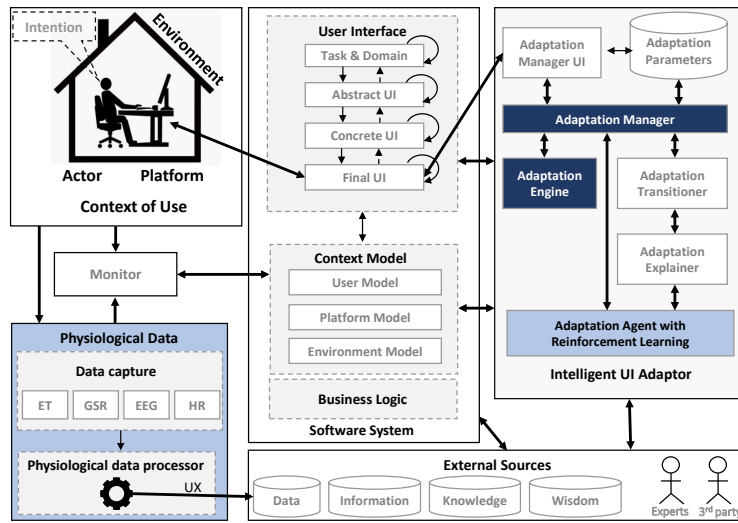 Intention
Environment
Actor
Platform
Context of Use
Monitor
Physiological Data
Data capture
ET
GSR
EEG
HR
Physiological data processor
UX
User Interface
Task & Domain
Abstract UI
Concrete UI
Final UI
Context Model
User Model
Platform Model
Environment Model
Business Logic
Software System
Adaptation
Manager UI
Adaptation
Parameters
Adaptation Manager
Adaptation
Engine
Adaptation
Transitioner
Adaptation
Explainer
Adaptation Agent with
Reinforcement Learning
Intelligent UI Adaptor
External Sources
Data
Information
Knowledge
Wisdom
Experts
3rd party